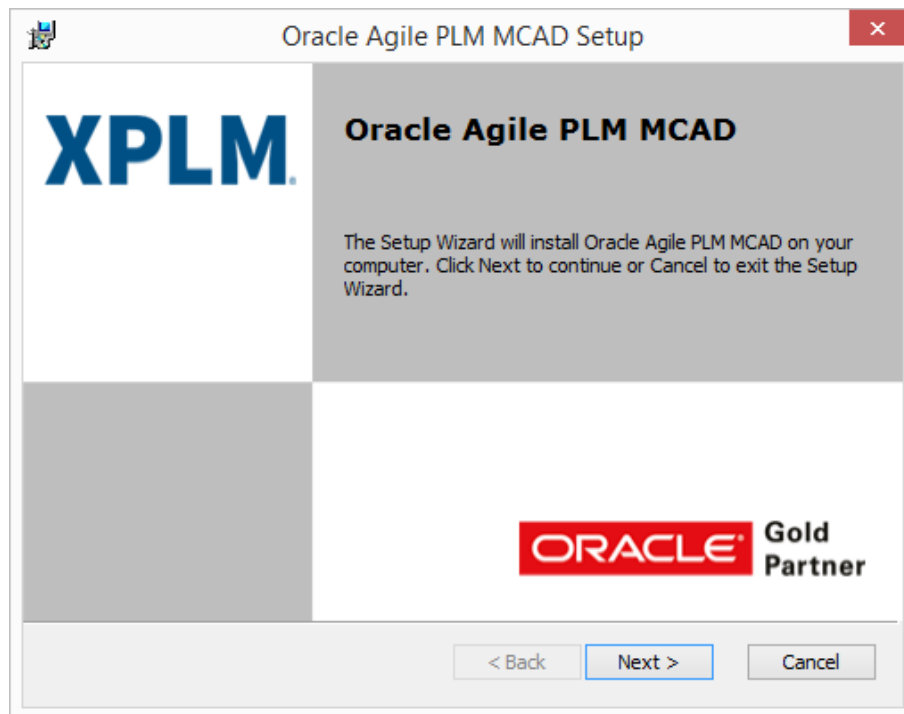 Oracle Agile PLM MCAD Setup
XPLM.
Oracle Agile PLM MCAD
The Setup Wizard will install Oracle Agile PLM MCAD on your
computer. Click Next to continue or Cancel to exit the Setup
Wizard.
ORACLE
Gold
Partner
< Back
Next >
Cancel